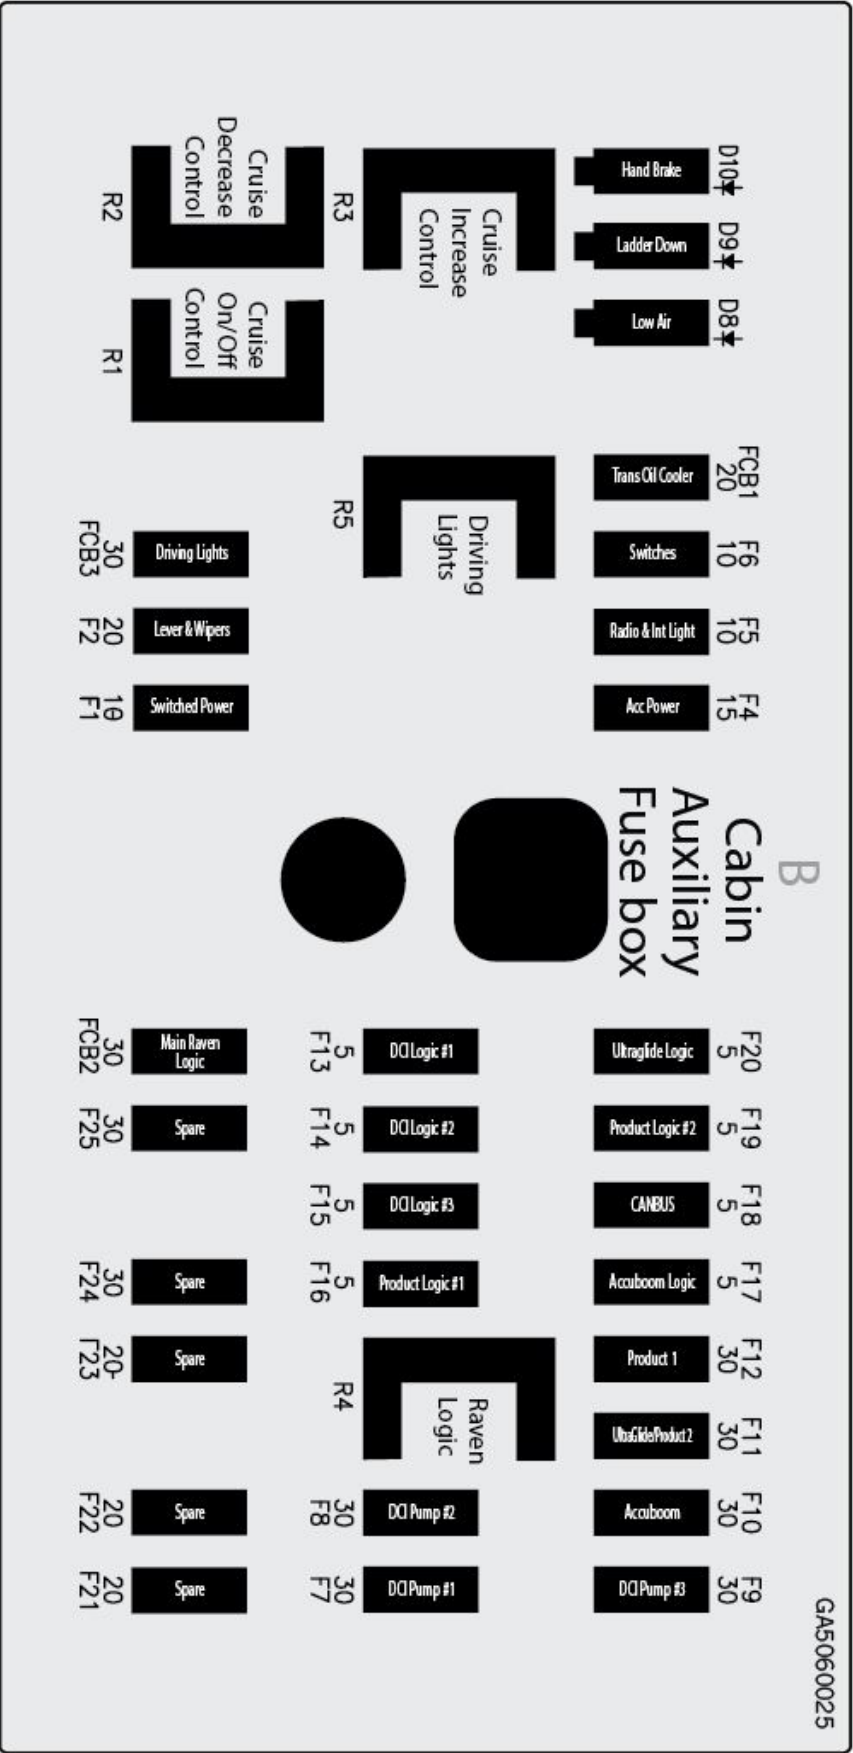 D10
Hand Brake
D9
Ladder Down
D8
Low Air
Cruise
Increase
Control
R3
Cruise
Decrease
Control
R2
Cruise
On/Off
Control
R1
FCB1
20
Trans Oil Cooler
F6
10
Switches
F5
10
Radio & Int Light
F4
15
Acc Power
Driving
Lights
R5
Driving Lights
30
FCB3
Lever & Wipers
20
F2
Switched Power
10
F1
B
Cabin
Auxiliary
Fuse box
F20
5
Ultraglide Logic
F19
5
Product Logic #2
F18
5
CANBUS
F17
5
Accuboom Logic
F12
30
Product 1
F11
30
UltraGlide/Product 2
F10
30
Accuboom
F9
30
DCI Pump #3
DCI Logic #1
5
F13
DCI Logic #2
5
F14
DCI Logic #3
5
F15
Product Logic #1
5
F16
Raven
Logic
R4
DCI Pump #2
30
F8
DCI Pump #1
30
F7
Main Raven
Logic
30
FCB2
Spare
30
F25
Spare
30
F24
Spare
20-
F23
Spare
20
F22
Spare
20
F21
GA5060025